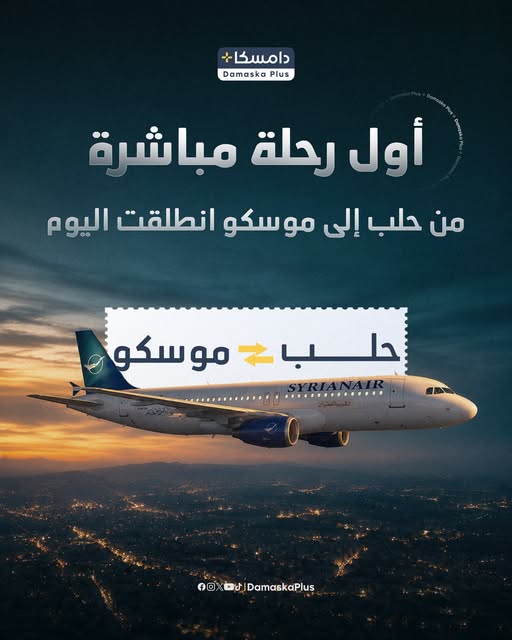 دامسكا+
Damaska Plus
أول رحلة مباشرة
من حلب إلى موسكو انطلقت اليوم
حلب موسكو
SYRIANAIR
DamaskaPlus